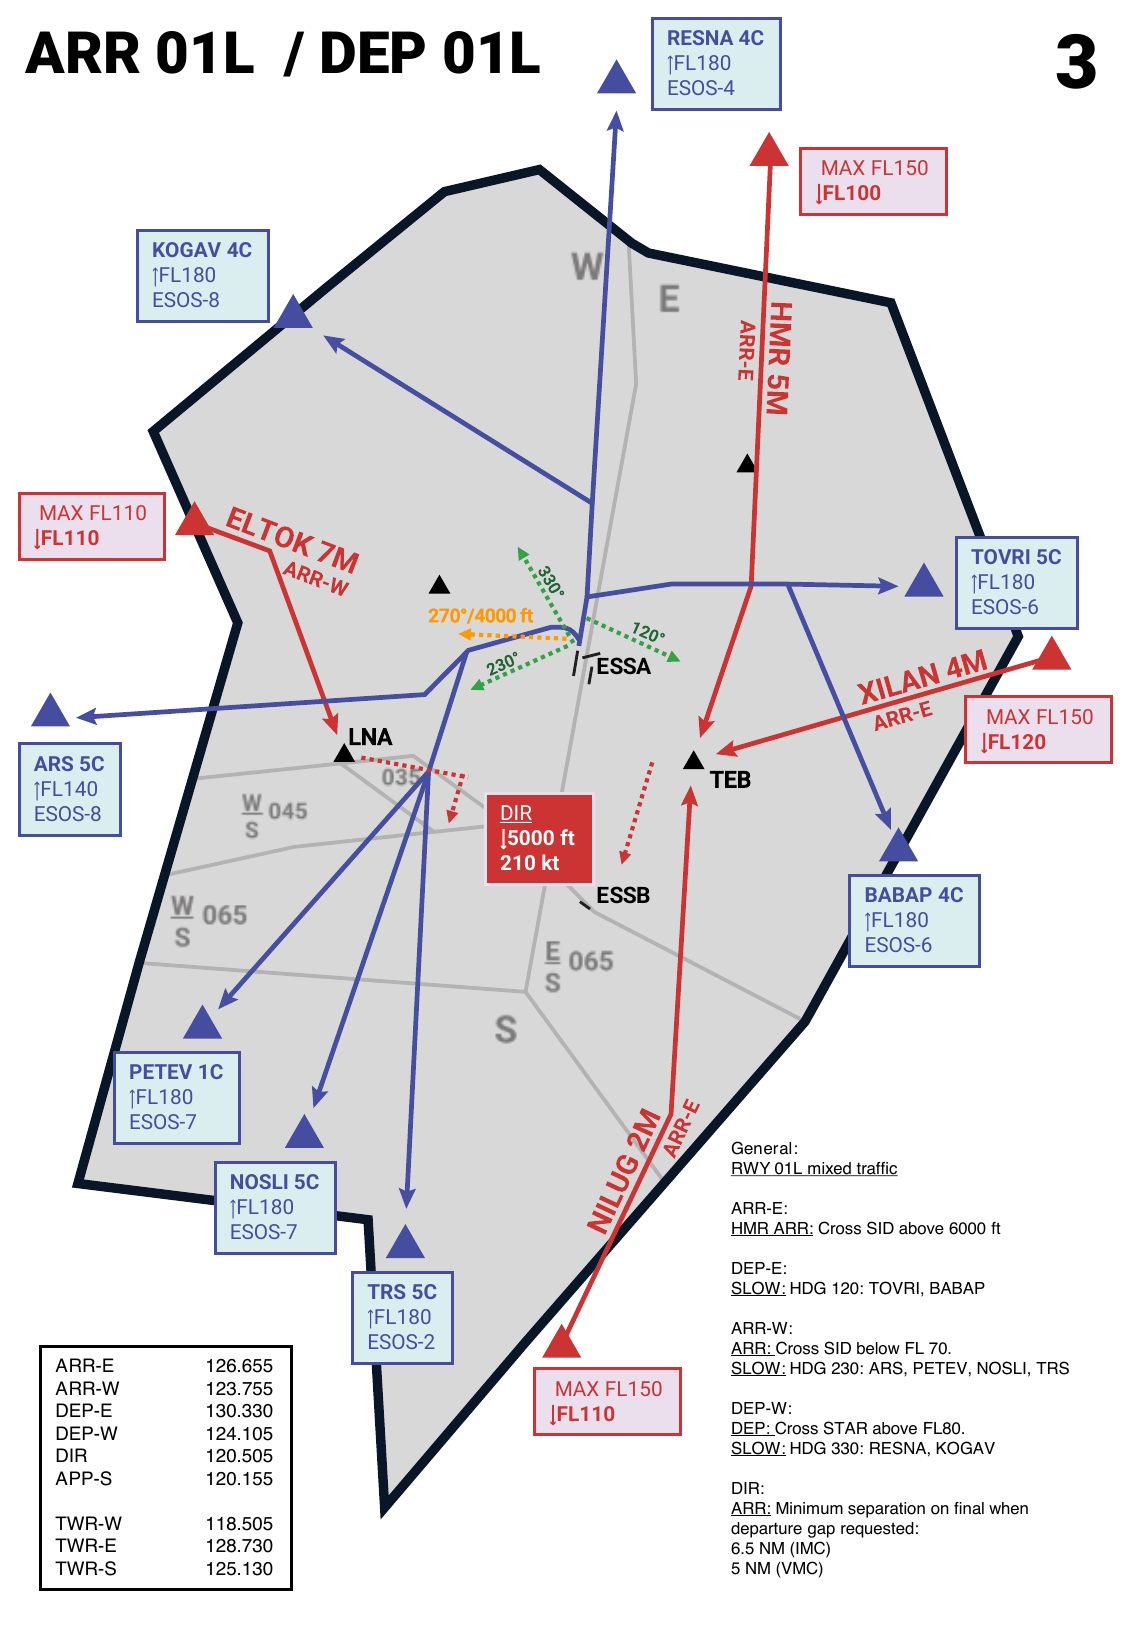 ARR 01L / DEP 01L
3
RESNA 4C
↑FL180
ESOS-4
MAX FL150
↓FL100
KOGAV 4C
↑FL180
ESOS-8
W
E
HMR 5M
ARR-E
MAX FL110
↓FL110
ELTOK 7M
ARR-W
330°
270°/4000 ft
120°
230°
ESSA
TOVRI 5C
↑FL180
ESOS-6
XILAN 4M
ARR-E
MAX FL150
↓FL120
ARS 5C
↑FL140
ESOS-8
LNA
035
TEB
W
S
045
DIR
↓5000 ft
210 kt
ESSB
W
S
065
E
S
065
BABAP 4C
↑FL180
ESOS-6
S
PETEV 1C
↑FL180
ESOS-7
NOSLI 5C
↑FL180
ESOS-7
TRS 5C
↑FL180
ESOS-2
NILUG 2M
ARR-E
MAX FL150
↓FL110
General:
RWY 01L mixed traffic
ARR-E:
HMR ARR: Cross SID above 6000 ft
DEP-E:
SLOW: HDG 120: TOVRI, BABAP
ARR-W:
ARR: Cross SID below FL 70.
SLOW: HDG 230: ARS, PETEV, NOSLI, TRS
DEP-W:
DEP: Cross STAR above FL80.
SLOW: HDG 330: RESNA, KOGAV
DIR:
ARR: Minimum separation on final when
departure gap requested:
6.5 NM (IMC)
5 NM (VMC)
ARR-E 126.655
ARR-W 123.755
DEP-E 130.330
DEP-W 124.105
DIR 120.505
APP-S 120.155
TWR-W 118.505
TWR-E 128.730
TWR-S 125.130